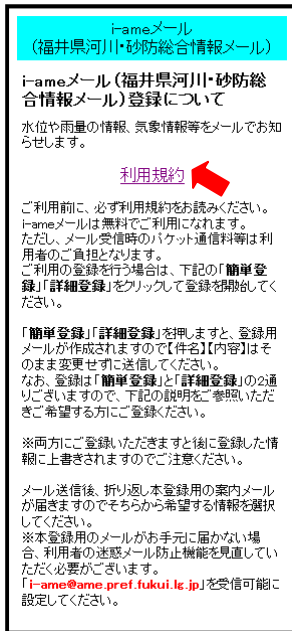 i-ameメール
(福井県河川・砂防総合情報メール)
i-ameメール(福井県河川・砂防総
合情報メール)登録について
水位や雨量の情報、気象情報等をメールでお知
らせします。
利用規約
ご利用前に、必ず利用規約をお読みください。
i-ameメールは無料でご利用になれます。
ただし、メール受信時のパケット通信料等は利
用者のご負担となります。
ご利用の登録を行う場合は、下記の「簡単登
録」「詳細登録」をクリックして登録を開始してく
ださい。
「簡単登録」「詳細登録」を押しますと、登録用
メールが作成されますので【件名】【内容】はそ
のまま変更せずに送信してください。
なお、登録は「簡単登録」と「詳細登録」の2通
りございますので、下記の説明をご参照いただ
きご希望する方にご登録ください。
※両方にご登録いただきますと後に登録した情
報に上書きされますのでご注意ください。
メール送信後、折り返し本登録用の案内メール
が届きますのでそちらから希望する情報を選択
してください。
※本登録用のメールがお手元に届かない場
合、利用者の迷惑メール防止機能を見直してい
ただく必要がございます。
「i-ame@ame.pref.fukui.lg.jp」を受信可能に
設定してください。